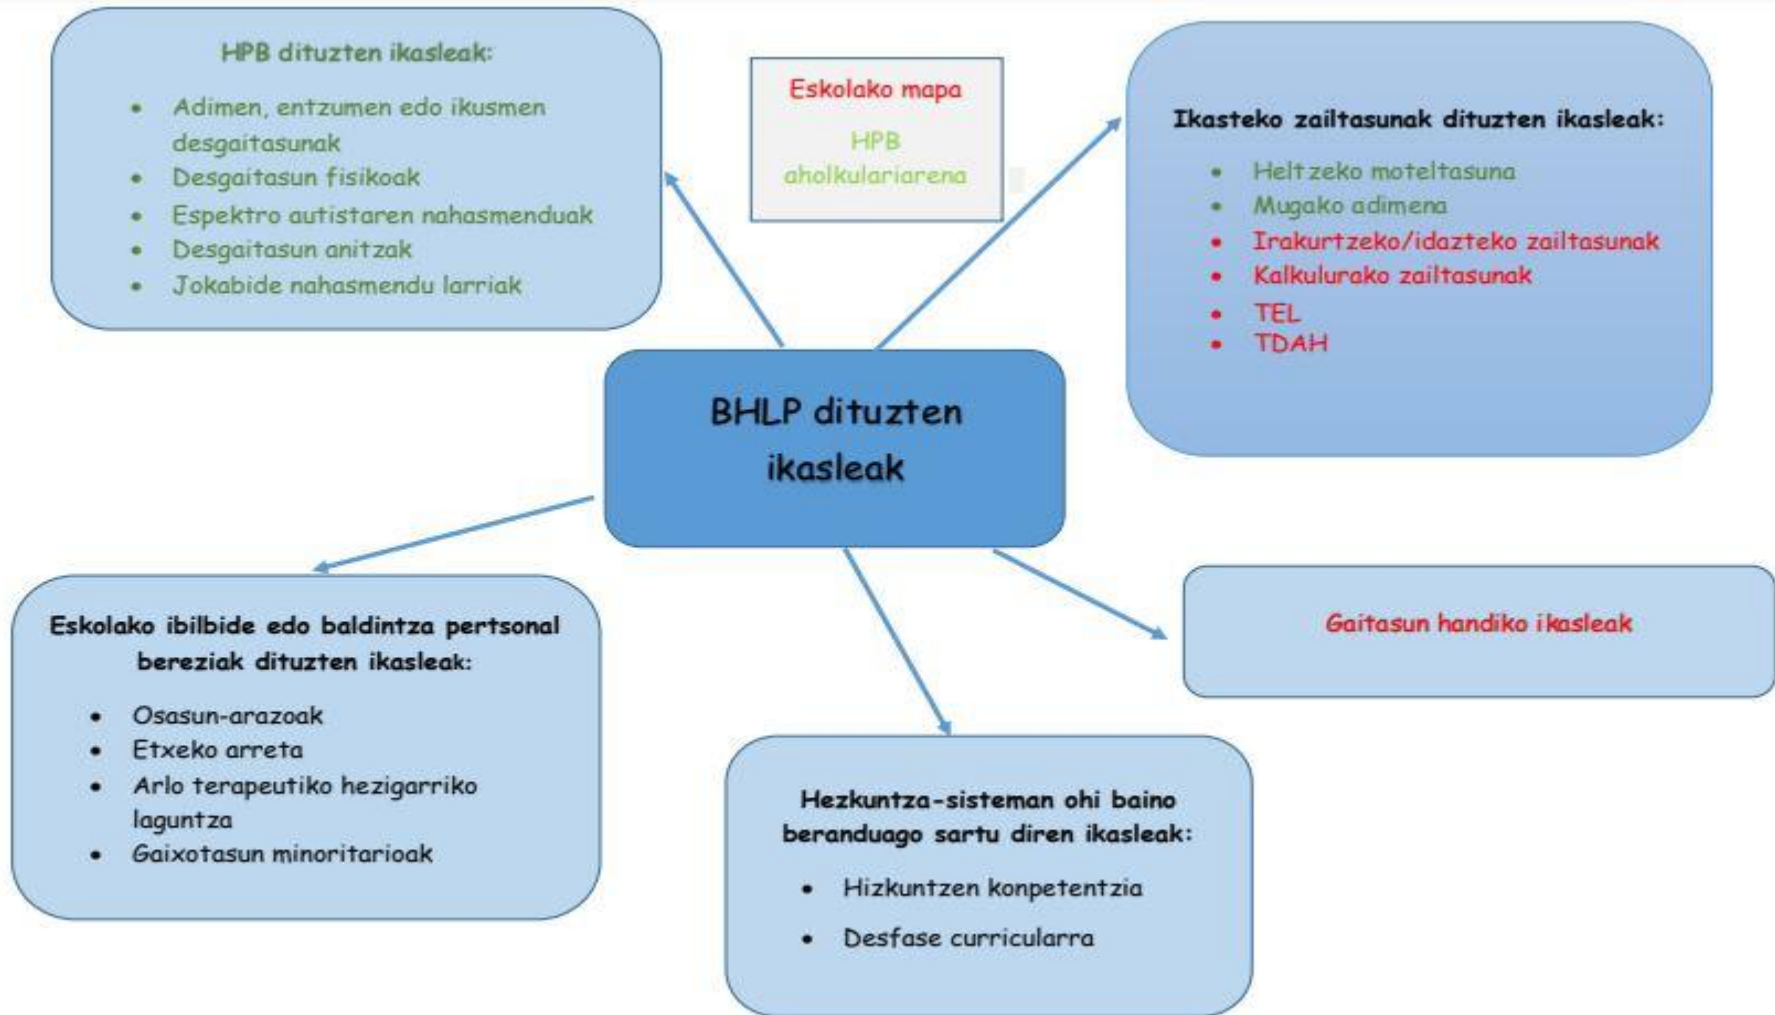 HPB dituzten ikasleak:
• Adimen, entzumen edo ikusmen
desgaitasunak
• Desgaitasun fisikoak
• Espektro autistaren nahasmenduak
• Desgaitasun anitzak
• Jokabide nahasmendu larriak
Eskolako mapa
HPB
aholkulariarena
Ikasteko zailtasunak dituzten ikasleak:
• Heltzeko moteltasuna
• Mugako adimena
• Irakurtzeko/idazteko zailtasunak
• Kalkulurako zailtasunak
• TEL
• TDAH
BHLP dituzten
ikasleak
Eskolako ibilbide edo baldintza pertsonal
bereziak dituzten ikasleak:
• Osasun-arazoak
• Etxeko arreta
• Arlo terapeutiko hezigarriko
laguntza
• Gaixotasun minoritarioak
Gaitasun handiko ikasleak
Hezkuntza-sisteman ohi baino
beranduago sartu diren ikasleak:
• Hizkuntzen konpetentzia
• Desfase curricularra